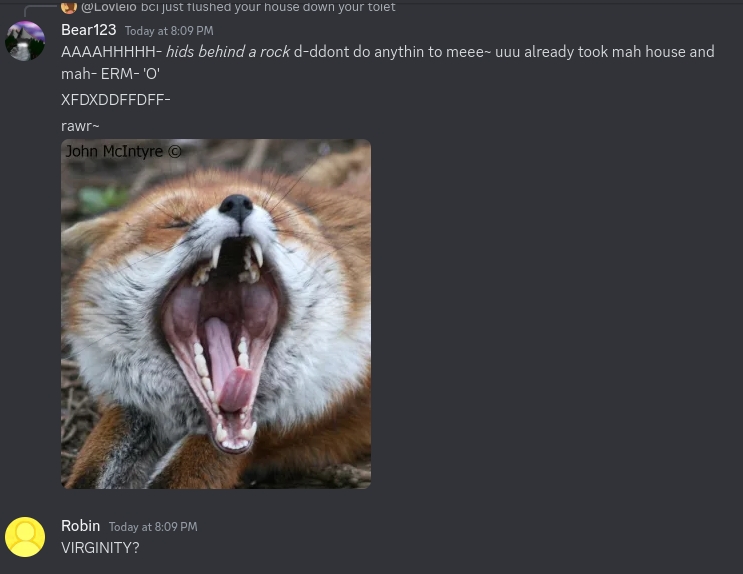 @Lovleio bci just flushed your house down your toiet
Bear123 Today at 8:09 PM
AAAAHHHHH- hids behind a rock d-ddont do anythin to meee~ uuu already took mah house and
mah- ERM- 'O'
XFDXDDFFDFF-
rawr~
John McIntyre ©
Robin Today at 8:09 PM
VIRGINITY?